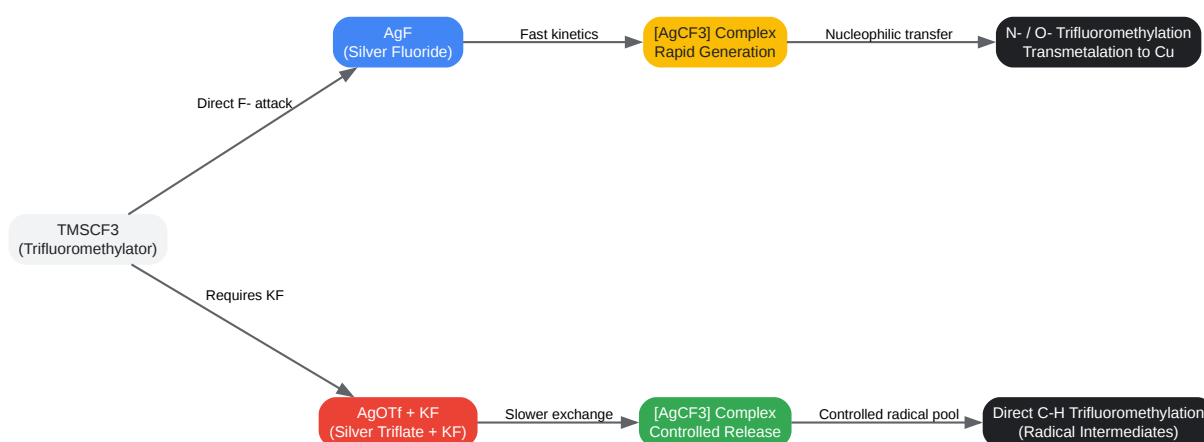 AgF
(Silver Fluoride)
Fast kinetics
[AgCF3] Complex
Rapid Generation
Nucleophilic transfer
N- / O- Trifluoromethylation
Transmetalation to Cu
Direct F- attack
TMSCF3
(Trifluoromethylator)
Requires KF
AgOTf + KF
(Silver Triflate + KF)
Slower exchange
[AgCF3] Complex
Controlled Release
Controlled radical pool
Direct C-H Trifluoromethylation
(Radical Intermediates)